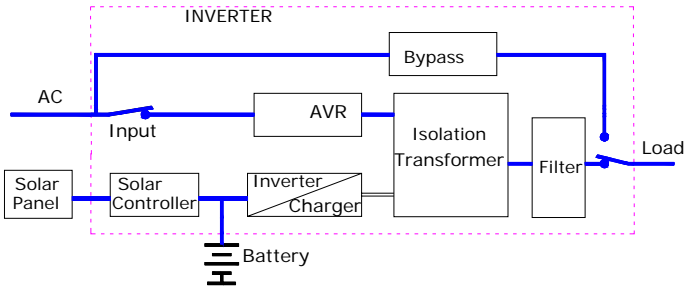 INVERTER
Bypass
AC
AVR
Input
Isolation
Transformer
Load
Filter
Solar
Panel
Solar
Controller
Inverter
Charger
Battery